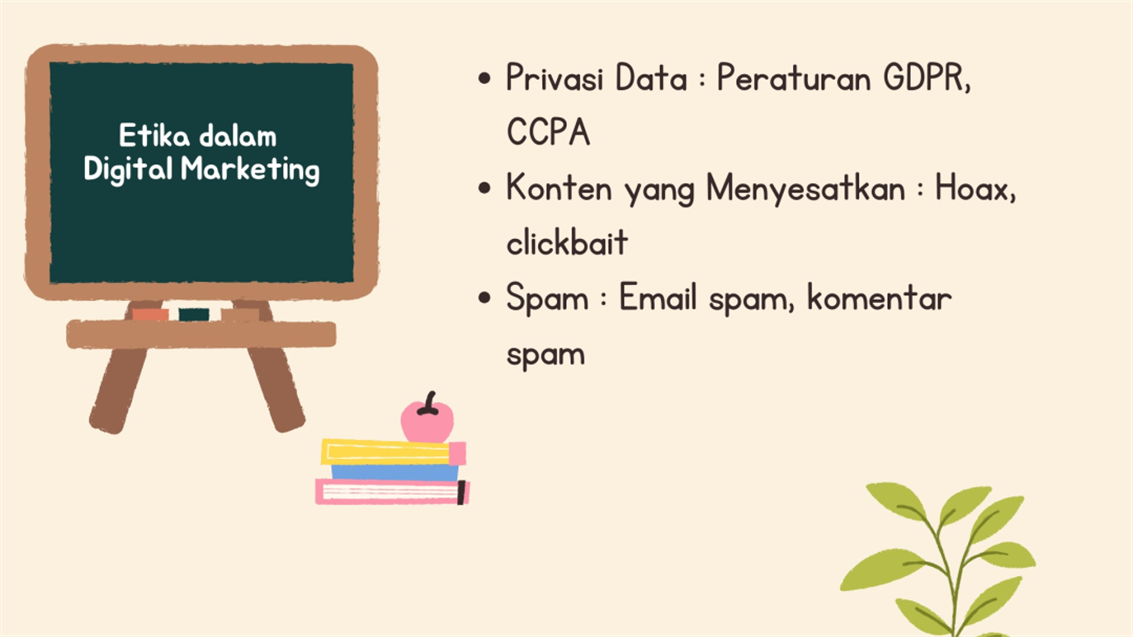 Etika dalam
Digital Marketing
• Privasi Data : Peraturan GDPR,
CCPA
• Konten yang Menyesatkan : Hoax,
clickbait
• Spam : Email spam, komentar
spam